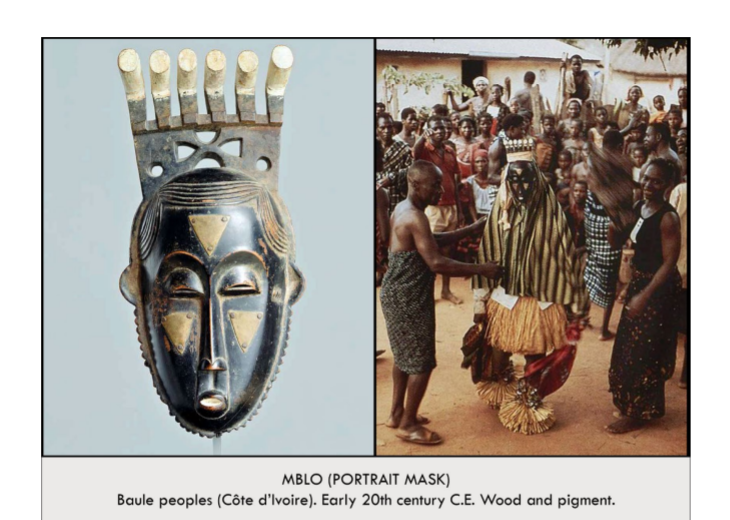 MBLO (PORTRAIT MASK)
Baule peoples (Côte d'Ivoire). Early 20th century C.E. Wood and pigment.